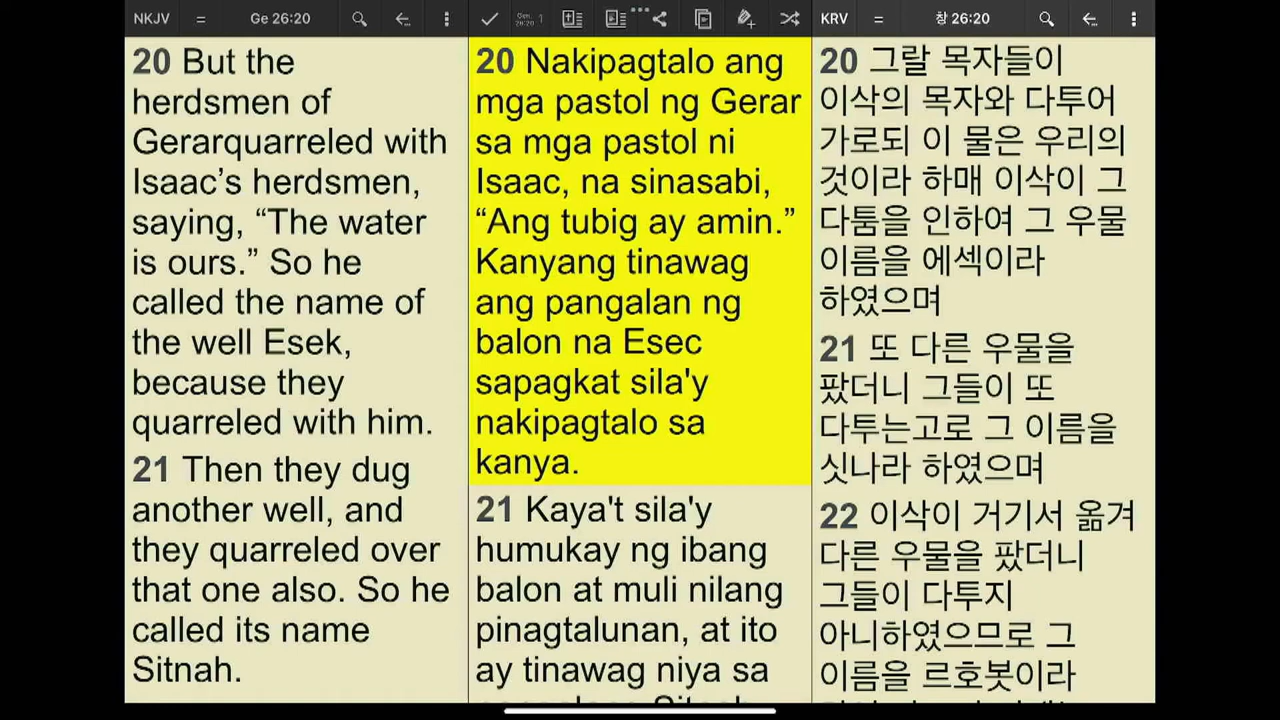 NKJV
Ge 26:20
20 But the
herdsmen of
Gerarquarreled with
Isaac’s herdsmen,
saying, “The water
is ours.” So he
called the name of
the well Esek,
because they
quarreled with him.
21 Then they dug
another well, and
they quarreled over
that one also. So he
called its name
Sitnah.
20 Nakipagtalo ang
mga pastol ng Gerar
sa mga pastol ni
Isaac, na sinasabi,
“Ang tubig ay amin.”
Kanyang tinawag
ang pangalan ng
balon na Esec
sapagkat sila'y
nakipagtalo sa
kanya.
21 Kaya't sila'y
humukay ng ibang
balon at muli nilang
pinagtalunan, at ito
ay tinawag niya sa
KRV
창 26:20
20 그랄 목자들이
이삭의 목자와 다투어
가로되 이 물은 우리의
것이라 하매 이삭이 그
다툼을 인하여 그 우물
이름을 에섹이라
하였으며
21 또 다른 우물을
팠더니 그들이 또
다투는고로 그 이름을
싯나라 하였으며
22 이삭이 거기서 옮겨
다른 우물을 팠더니
그들이 다투지
아니하였으므로 그
이름을 르호봇이라